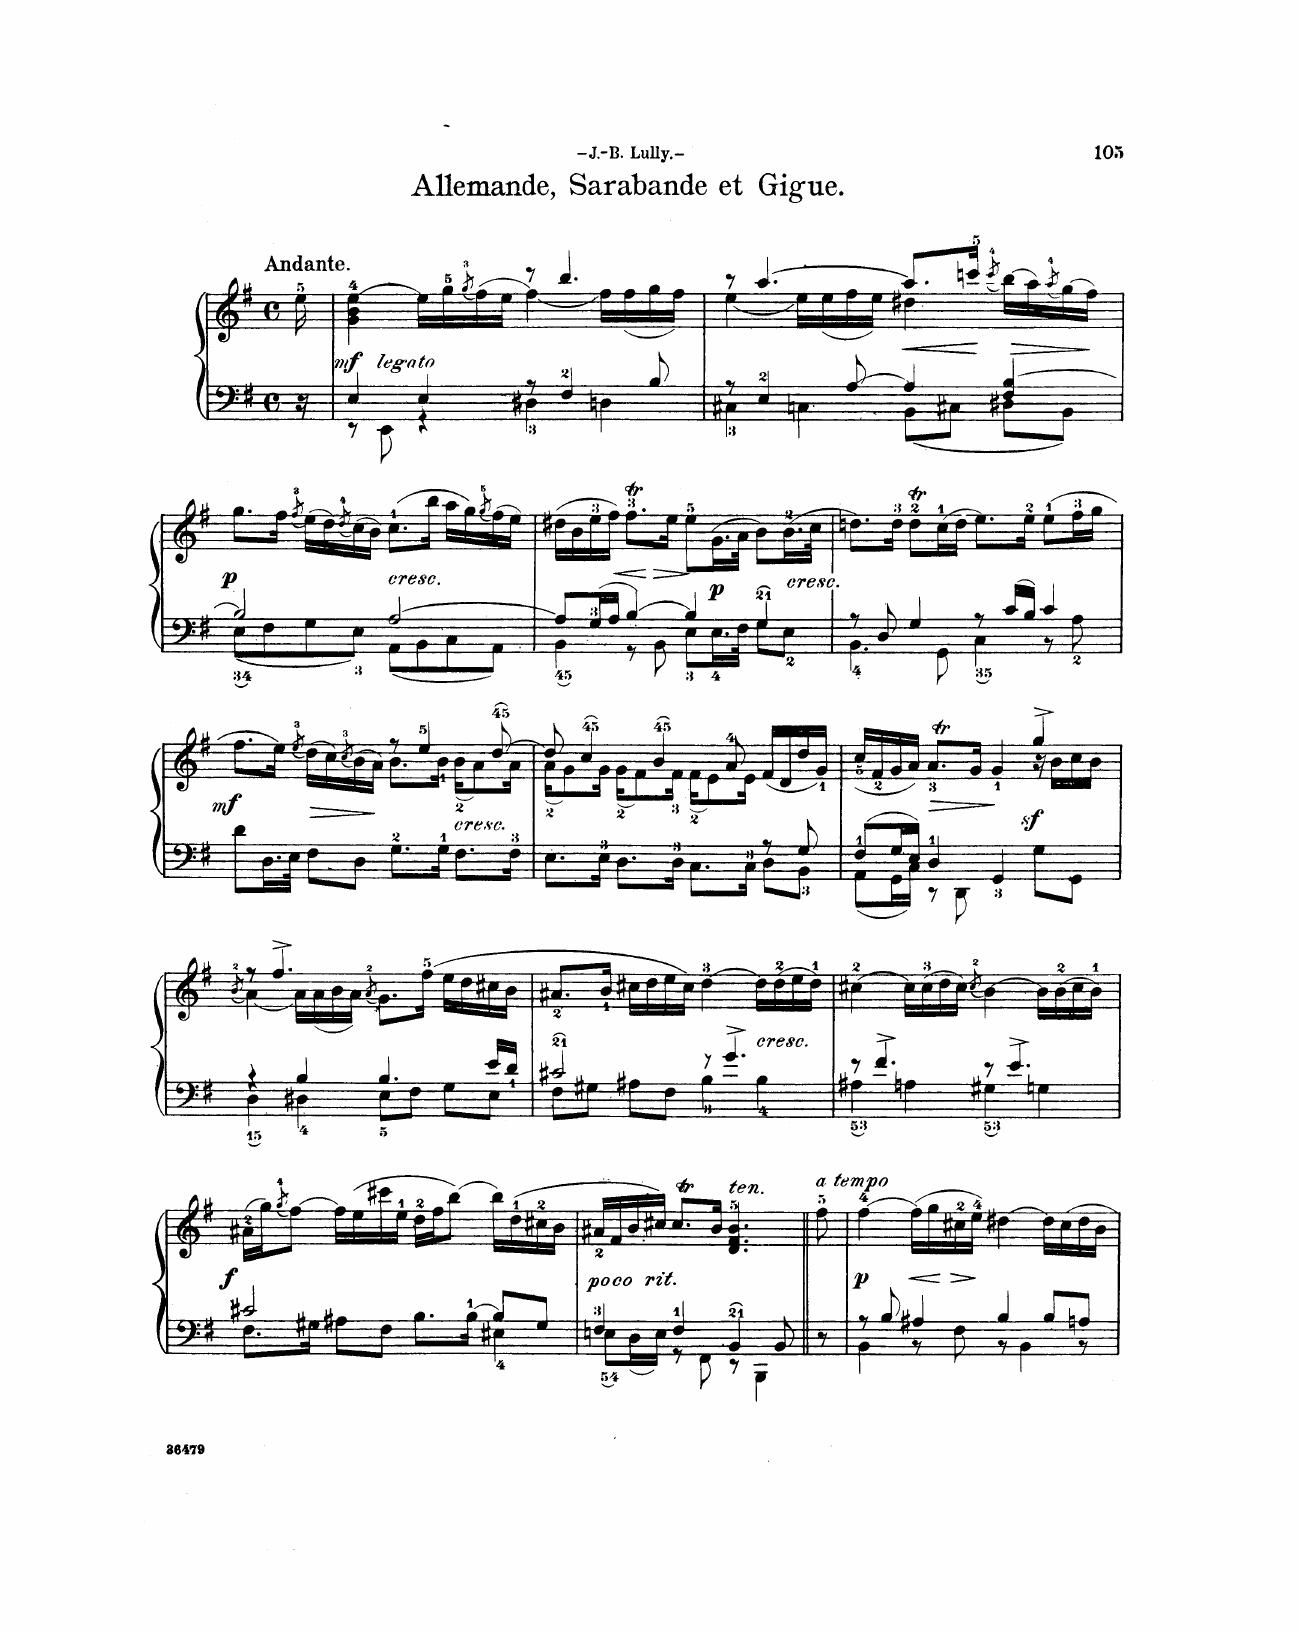 –J.-B. Lully.–
105
Allemande, Sarabande et Gigue.
Andante.
mf legato
p cresc. p cresc.
mf cresc. sf
cresc.
ten. a tempo
f poco rit. p
36479